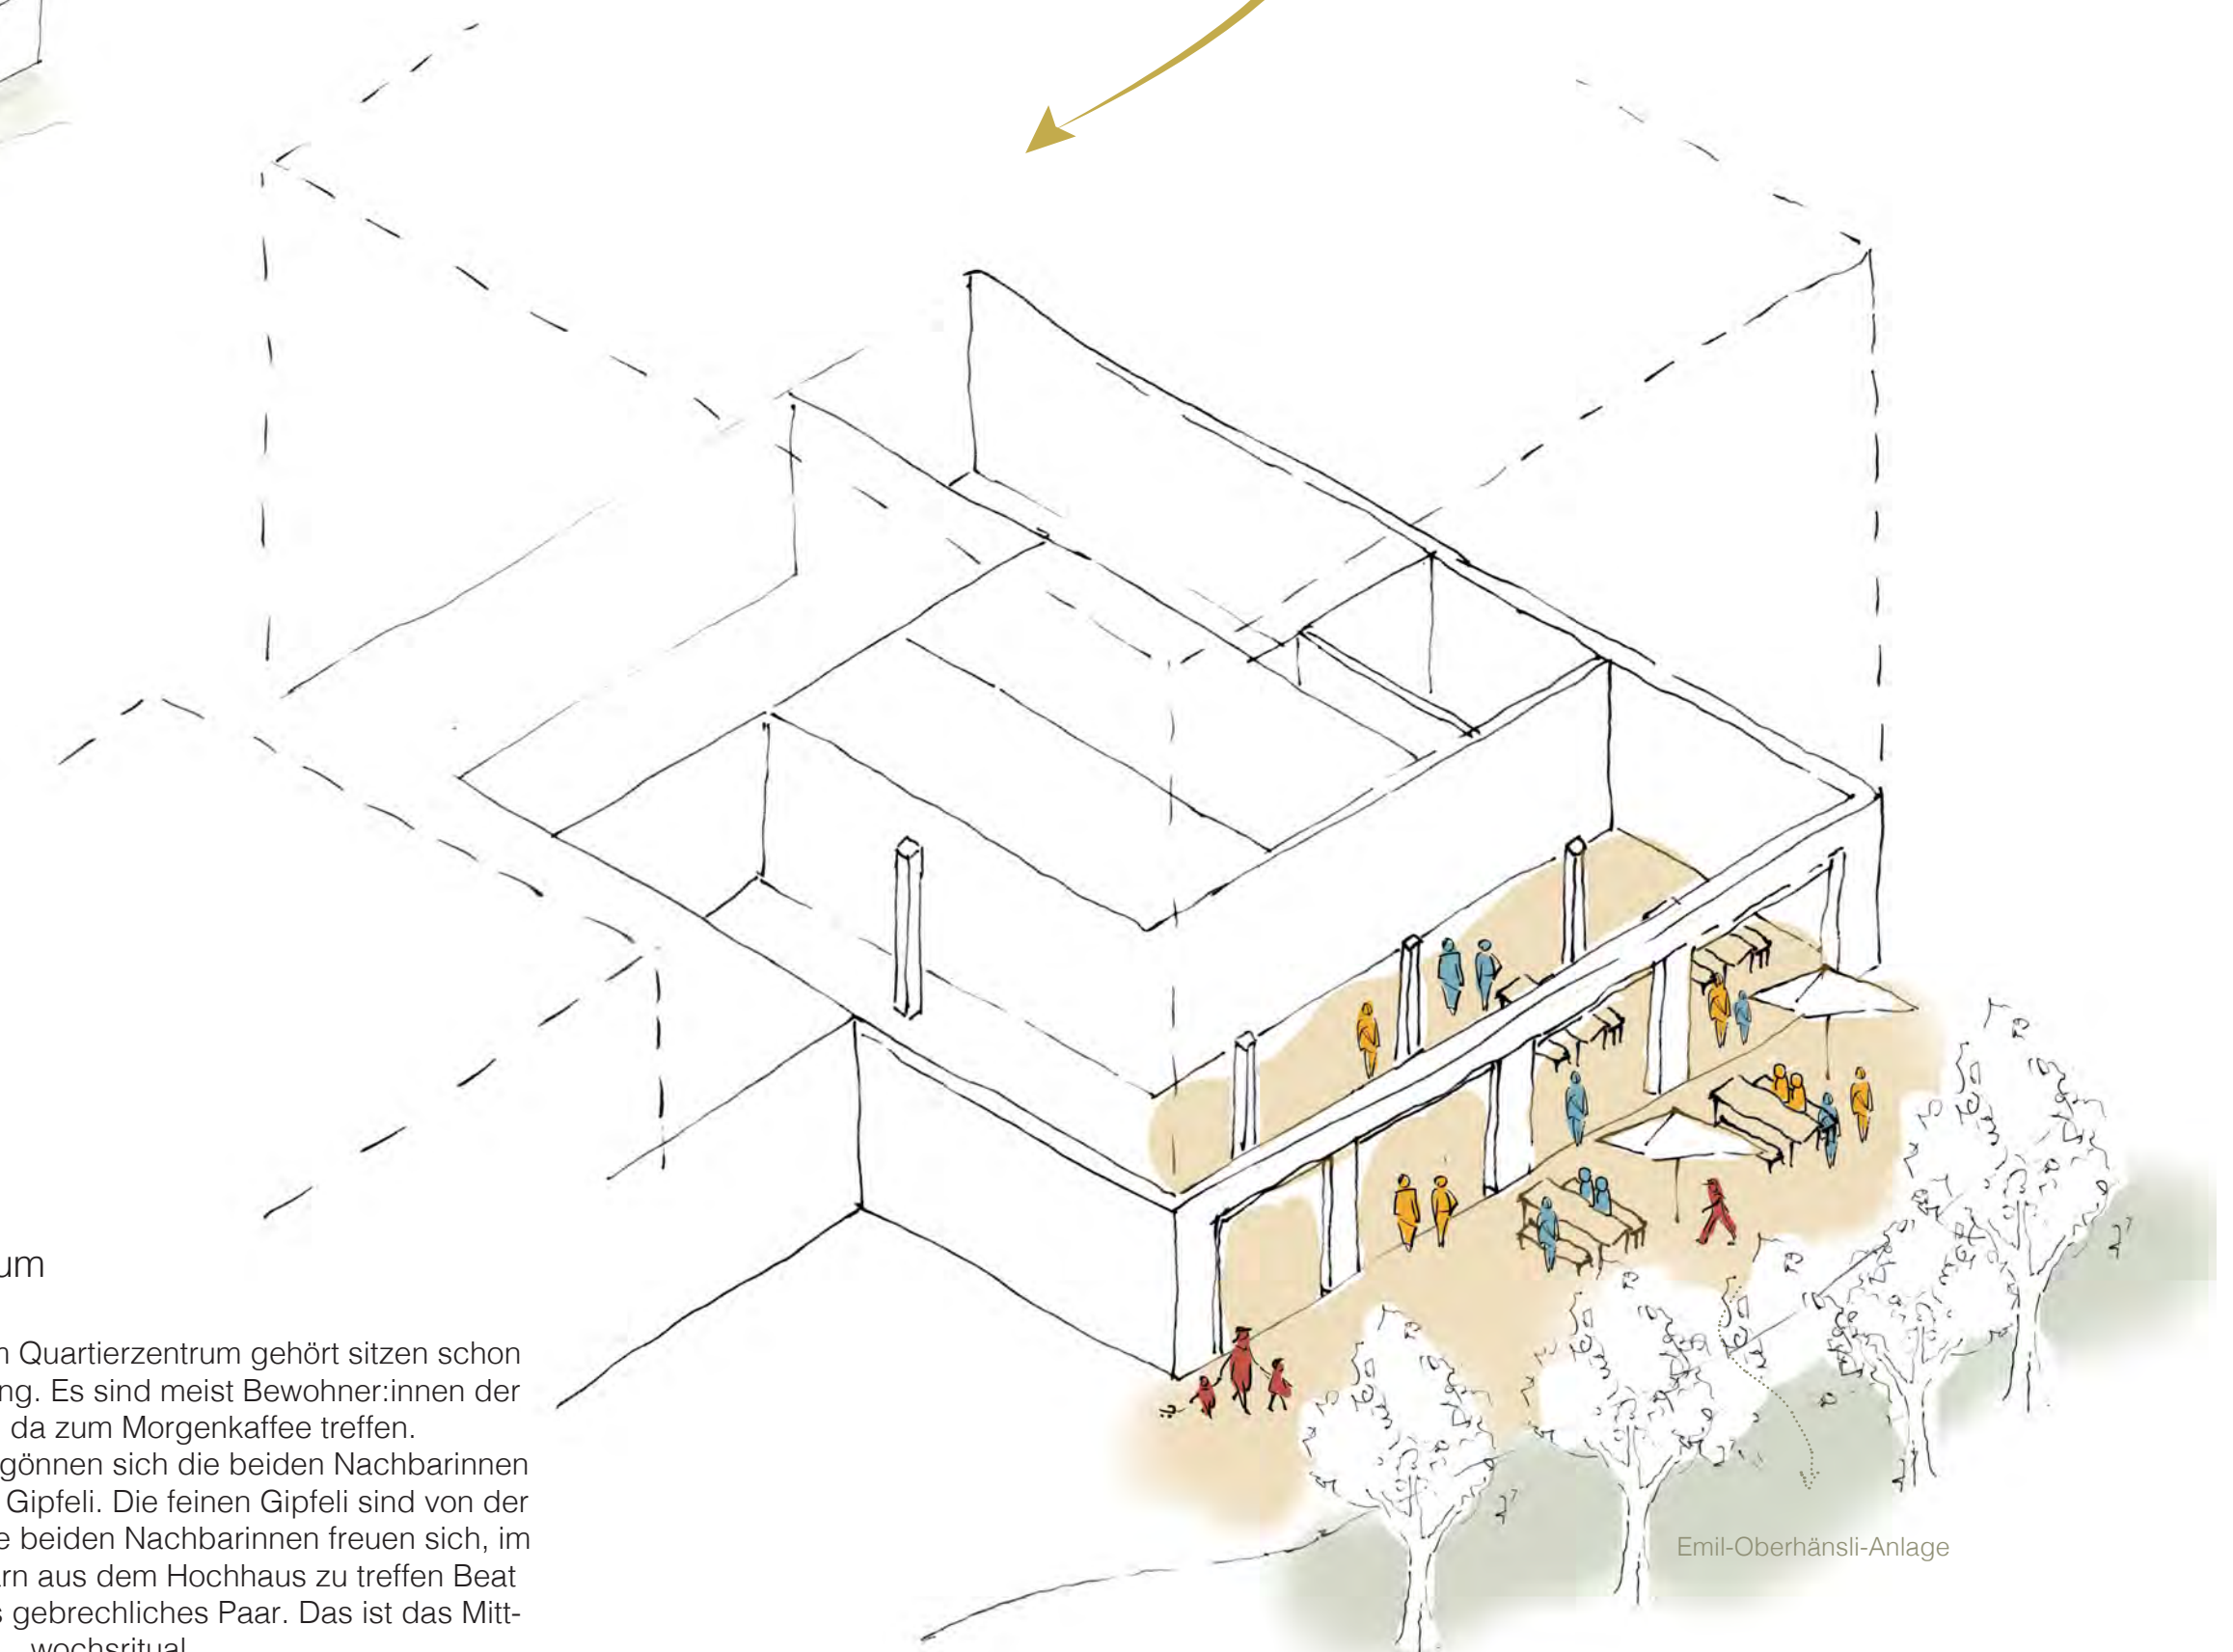 um
Quartierzentrum gehört sitzen schon
ng. Es sind meist Bewohner:innen der
da zum Morgenkaffee treffen.
gönnen sich die beiden Nachbarinnen
Gipfeli. Die feinen Gipfeli sind von der
e beiden Nachbarinnen freuen sich, im
rn aus dem Hochhaus zu treffen Beat
s gebrechliches Paar. Das ist das Mitt-
wochsritual
Emil-Oberhänsli-Anlage